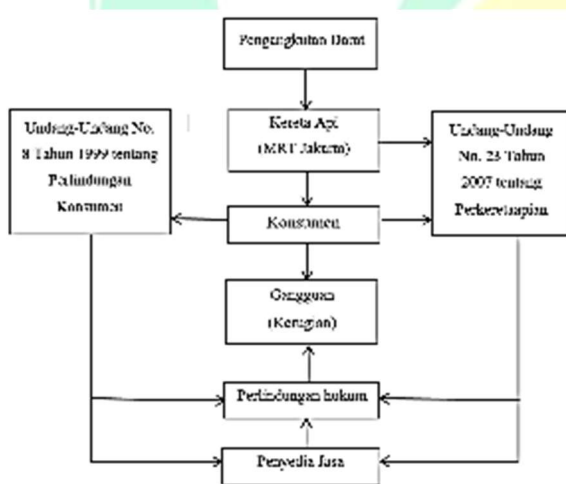 Pengangkutan Darat
Kereta Api
(MRT Jakarta)
Undang-Undang No.
8 Tahun 1999 tentang
Perlindungan
Konsumen
Undang-Undang
No. 23 Tahun
2007 tentang
Perkeretaapian
Konsumen
Gangguan
(Kerugian)
Perlindungan hukum
Penyedia Jasa